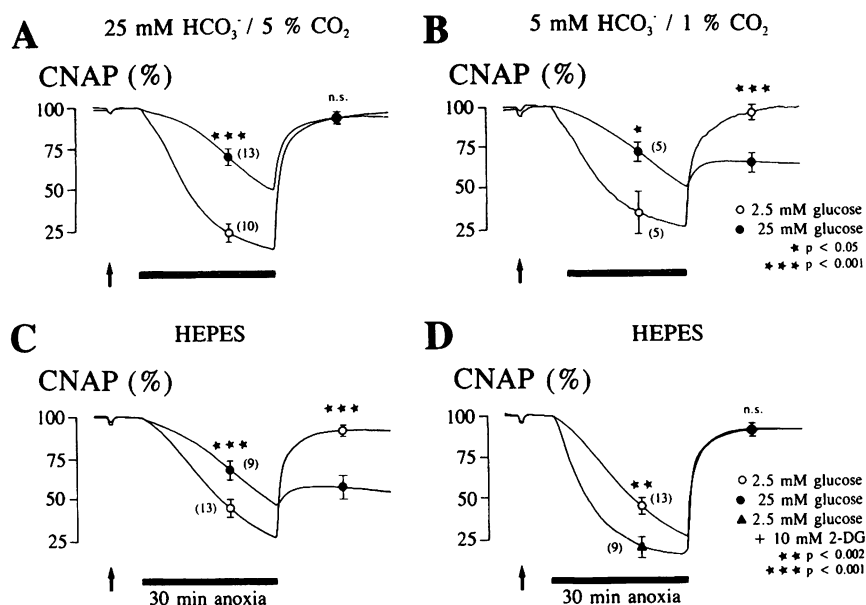 A
25 mM HCO3- / 5 % CO2
CNAP (%)
n.s.
100
75
50
25
★★★
(13)
(10)
B
5 mM HCO3- / 1 % CO2
CNAP (%)
★★★
100
75
50
25
★
(5)
(5)
○ 2.5 mM glucose
● 25 mM glucose
★ p < 0.05
★★★ p < 0.001
C
HEPES
CNAP (%)
★★★
100
75
50
25
★★★
(9)
(13)
30 min anoxia
D
HEPES
CNAP (%)
n.s.
100
75
50
25
★★
(13)
(9)
○ 2.5 mM glucose
● 25 mM glucose
▲ 2.5 mM glucose
+ 10 mM 2-DG
★★ p < 0.002
★★★ p < 0.001
30 min anoxia